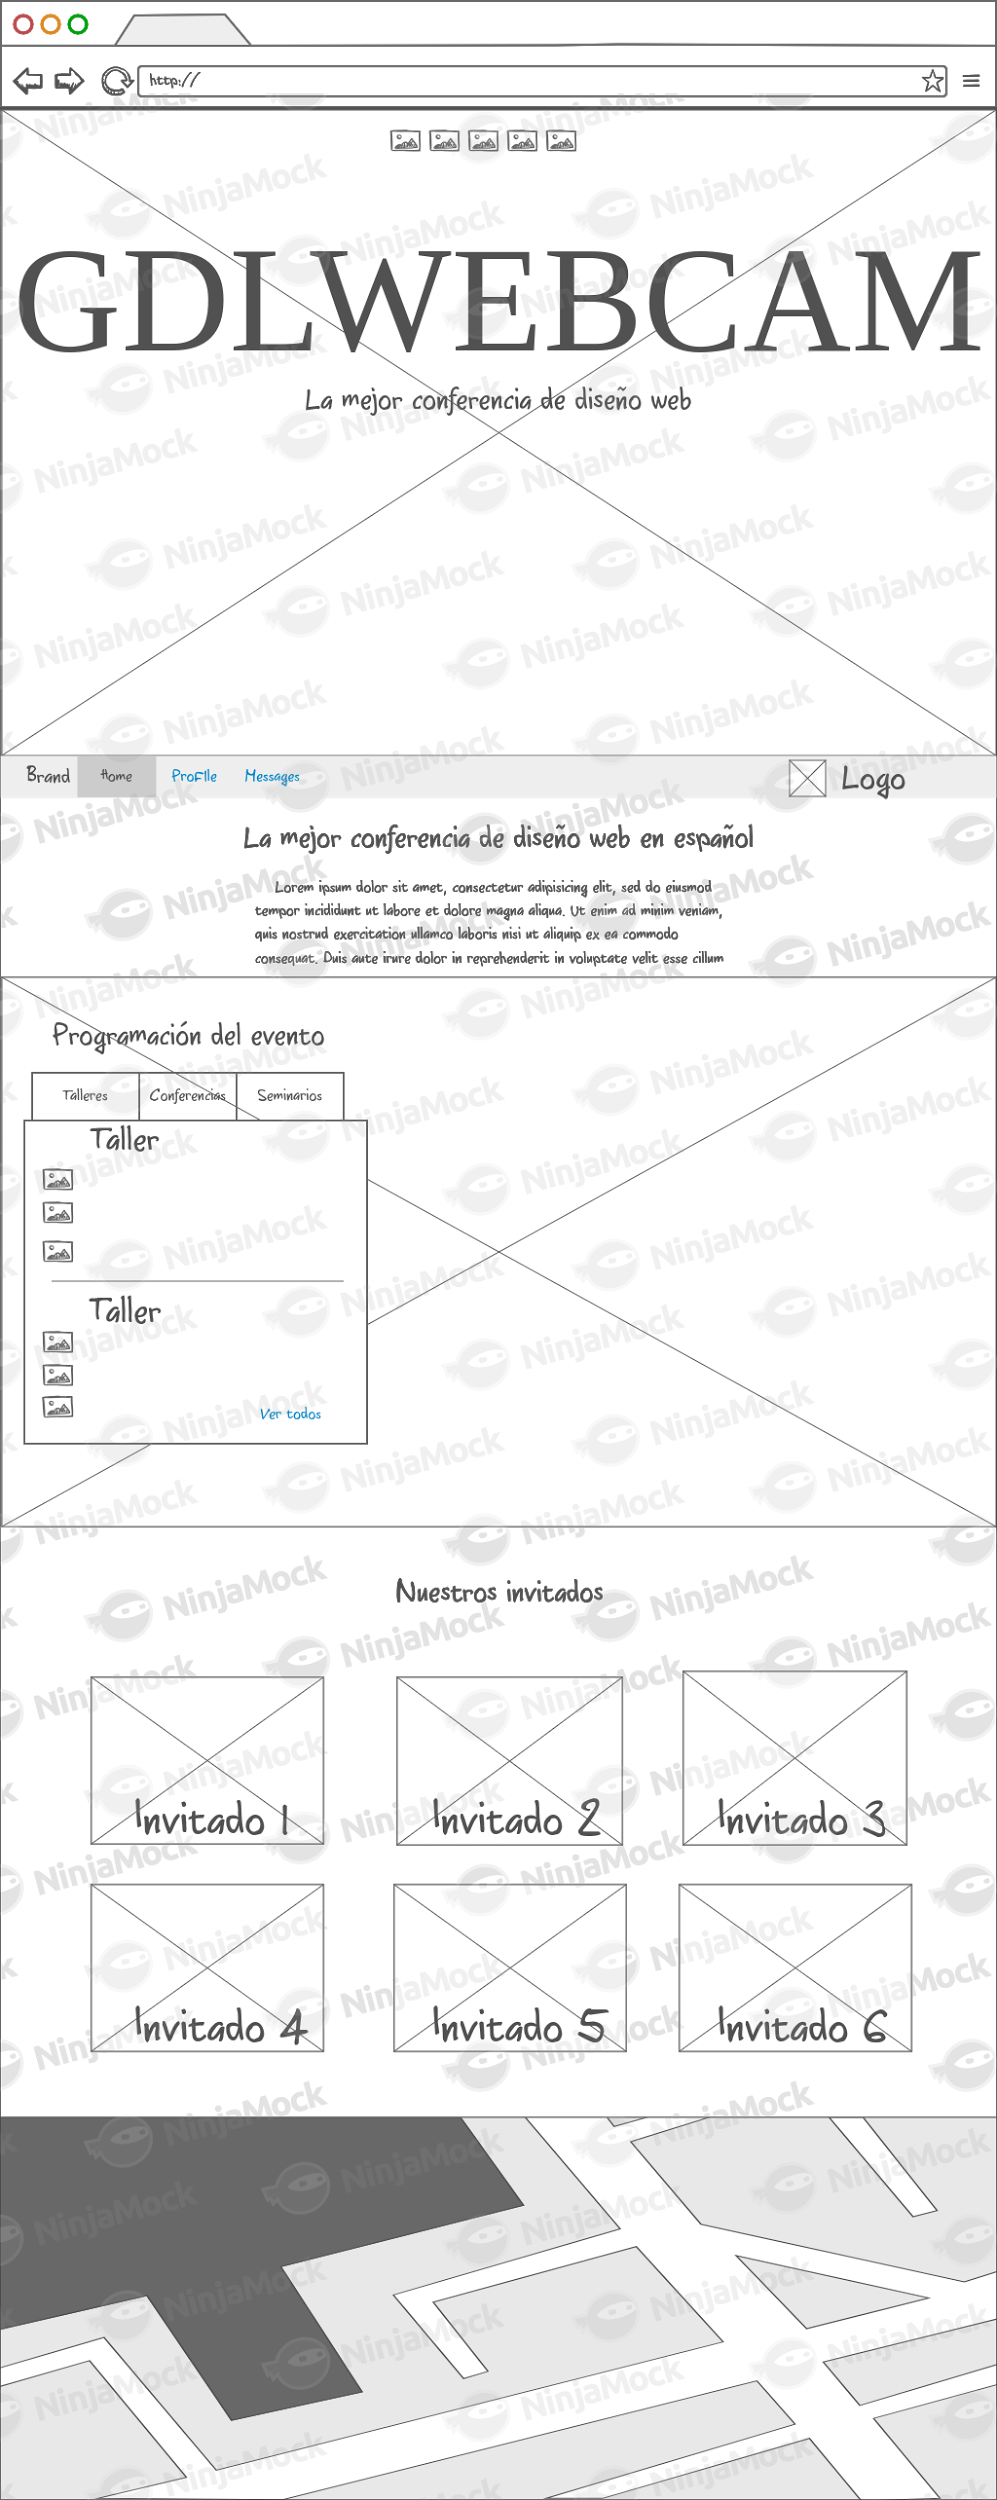 http://
GDLWEBCAM
La mejor conferencia de diseño web
Brand Home Profile Messages Logo
La mejor conferencia de diseño web en español
Lorem ipsum dolor sit amet, consectetur adipisicing elit, sed do eiusmod
tempor incididunt ut labore et dolore magna aliqua. Ut enim ad minim veniam,
quis nostrud exercitation ullamco laboris nisi ut aliquip ex ea commodo
consequat. Duis aute irure dolor in reprehenderit in voluptate velit esse cillum
Programación del evento
Talleres Conferencias Seminarios
Taller
Taller
Ver todos
Nuestros invitados
Invitado 1 Invitado 2 Invitado 3
Invitado 4 Invitado 5 Invitado 6
NinjaMock